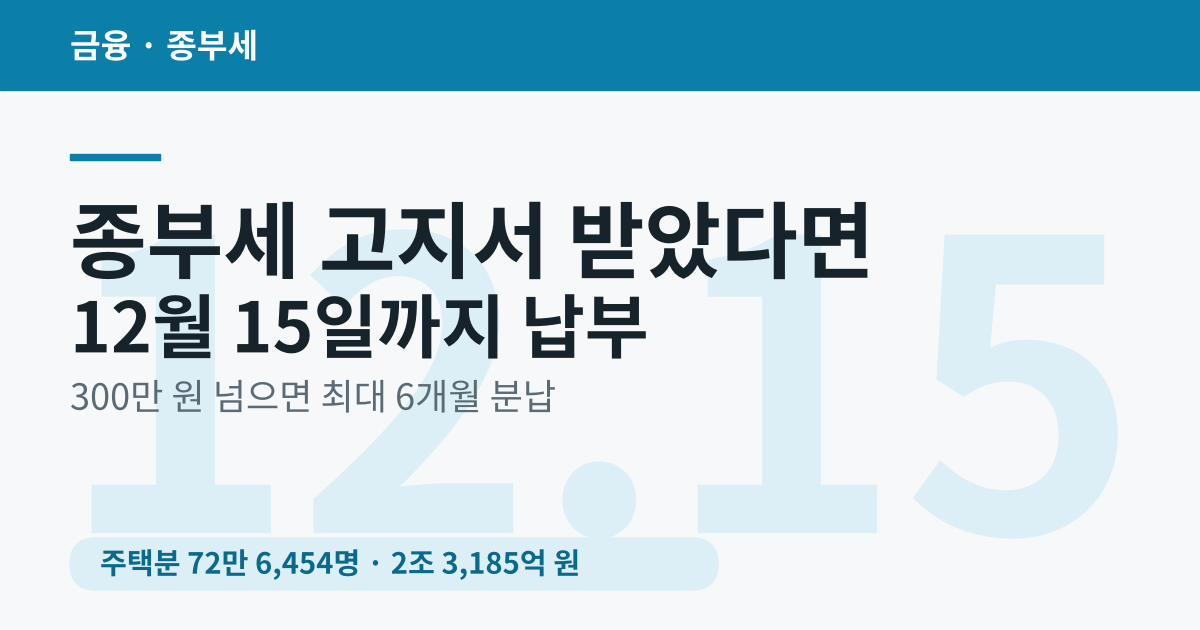 금융 · 종부세
종부세 고지서 받았다면
12월 15일까지 납부
300만 원 넘으면 최대 6개월 분납
12.15
주택분 72만 6,454명 · 2조 3,185억 원